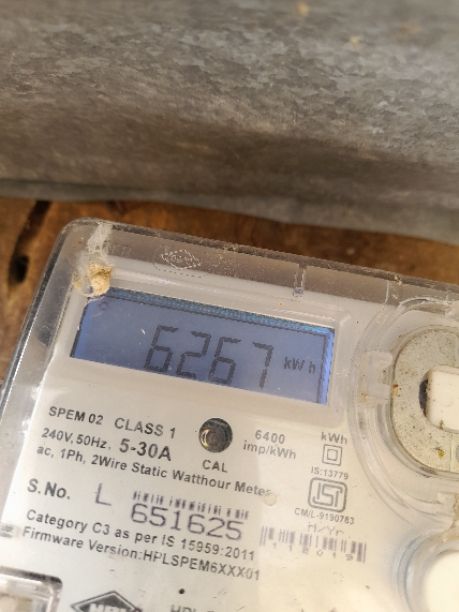 6267 kWh
SPEM 02 CLASS 1
240V, 50Hz. 5-30A
CAL
6400
imp/kWh
kWh
ac, 1Ph, 2Wire Static Watthour Meter
IS:13779
CM/L-9190763
S.No. L 651625
Category C3 as per IS 15959:2011
Firmware Version:HPLSPEM6XXX01